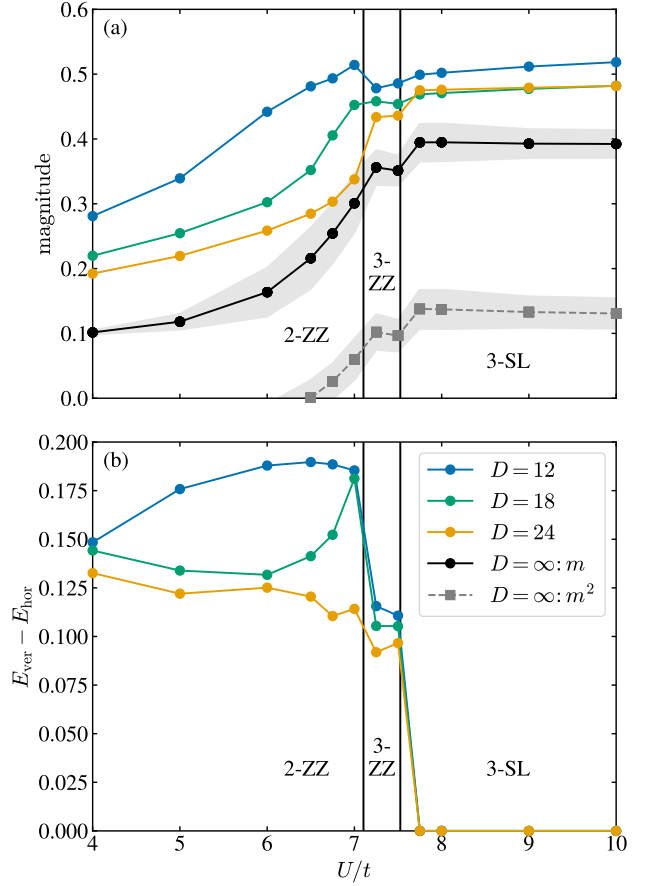 (a)
0.6
0.5
0.4
0.3
0.2
0.1
0.0
magnitude
2-ZZ
3-
ZZ
3-SL
(b)
0.200
0.175
0.150
0.125
0.100
0.075
0.050
0.025
0.000
E_ver − E_hor
D = 12
D = 18
D = 24
D = ∞: m
D = ∞: m²
2-ZZ
3-
ZZ
3-SL
4 5 6 7 8 9 10
U/t